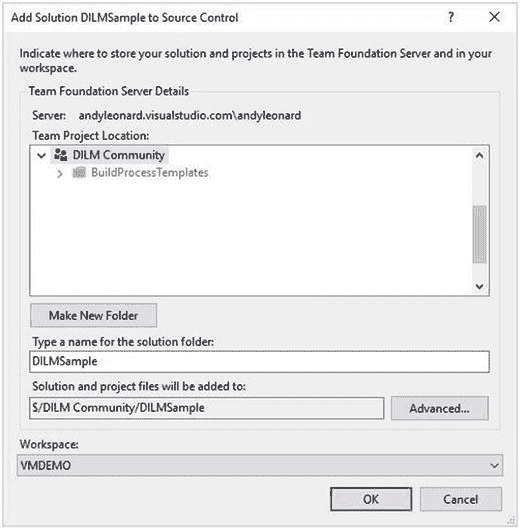 Add Solution DILMSample to Source Control
Indicate where to store your solution and projects in the Team Foundation Server and in your
workspace.
Team Foundation Server Details
Server: andyleonard.visualstudio.com\andyleonard
Team Project Location:
DILM Community
BuildProcessTemplates
Make New Folder
Type a name for the solution folder:
DILMSample
Solution and project files will be added to:
$/DILM Community/DILMSample
Advanced...
Workspace:
VMDEMO
OK
Cancel